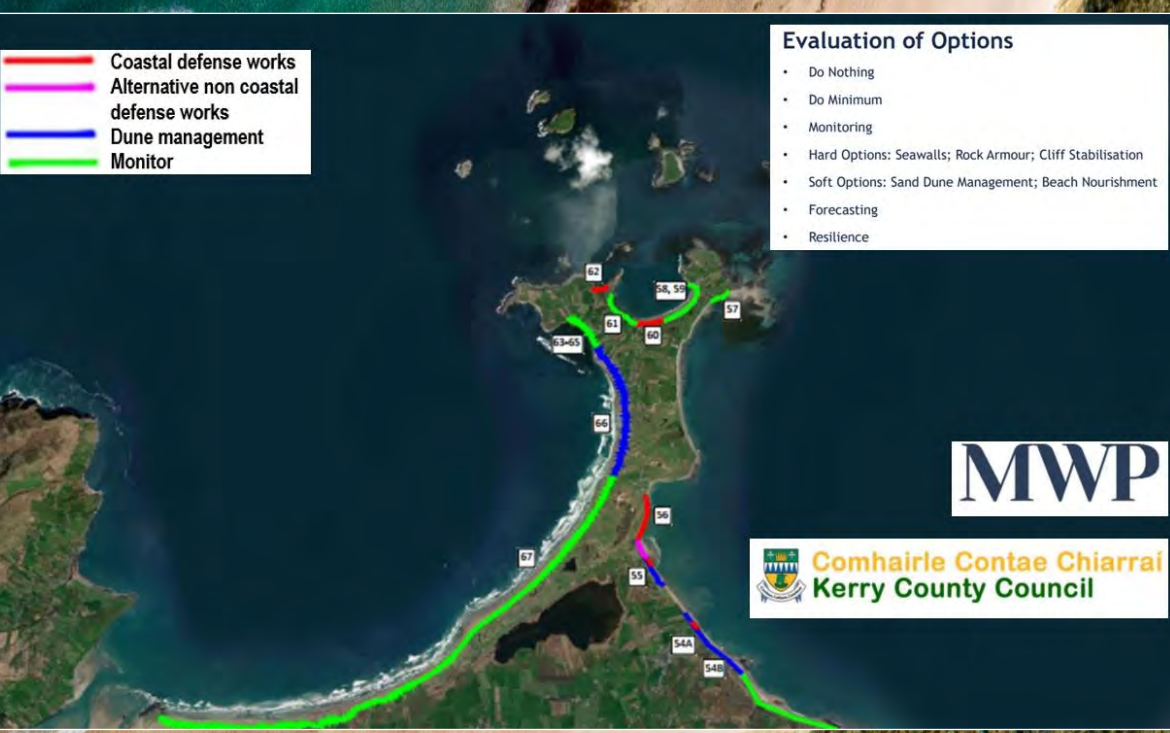 Coastal defense works
Alternative non coastal
defense works
Dune management
Monitor
Evaluation of Options
• Do Nothing
• Do Minimum
• Monitoring
• Hard Options: Seawalls; Rock Armour; Cliff Stabilisation
• Soft Options: Sand Dune Management; Beach Nourishment
• Forecasting
• Resilience
62
58, 59
57
61
60
63-65
66
56
67
55
54A
54B
MWP
Comhairle Contae Chiarraí
Kerry County Council